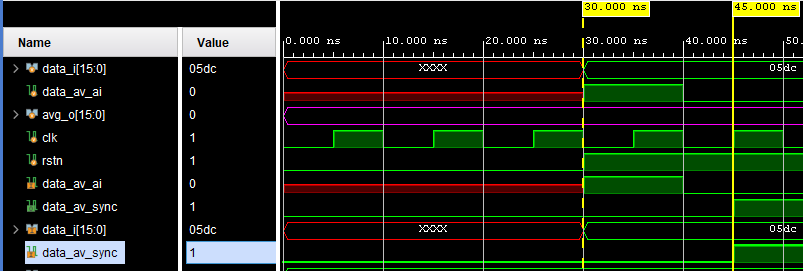 30.000 ns 45.000 ns
Name Value 0.000 ns 10.000 ns 20.000 ns 30.000 ns 40.000 ns 50.
data_i[15:0] 05dc XXXX 05dc
data_av_ai 0
avg_o[15:0] 0
clk 1
rstn 1
data_av_ai 0
data_av_sync 1
data_i[15:0] 05dc XXXX 05dc
data_av_sync 1